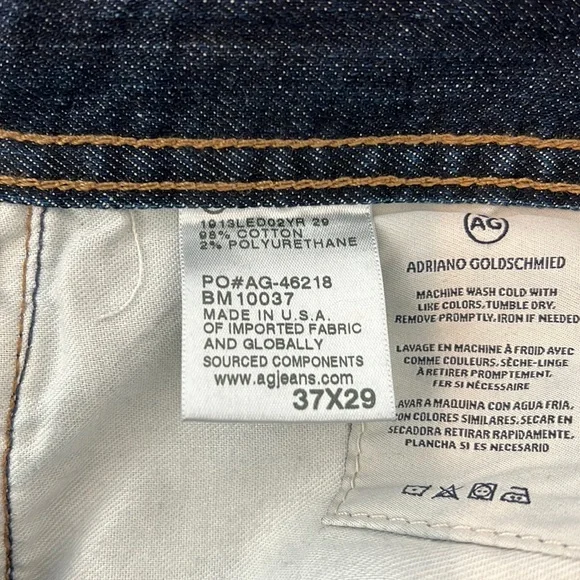 1913LED02YR 29
98% COTTON
2% POLYURETHANE
PO#AG-46218
BM10037
MADE IN U.S.A.
OF IMPORTED FABRIC
AND GLOBALLY
SOURCED COMPONENTS
www.agjeans.com
37X29
AG
ADRIANO GOLDSCHMIED
MACHINE WASH COLD WITH
LIKE COLORS. TUMBLE DRY.
REMOVE PROMPTLY. IRON IF NEEDED
LAVAGE EN MACHINE À FROID AVEC
COMME COULEURS. SÈCHE-LINGE
À RETIRER PROMPTEMENT.
FER SI NÉCESSAIRE
LAVAR A MAQUINA CON AGUA FRIA,
CON COLORES SIMILARES. SECAR EN
SECADORA RETIRAR RAPIDAMENTE.
PLANCHA SI ES NECESARIO